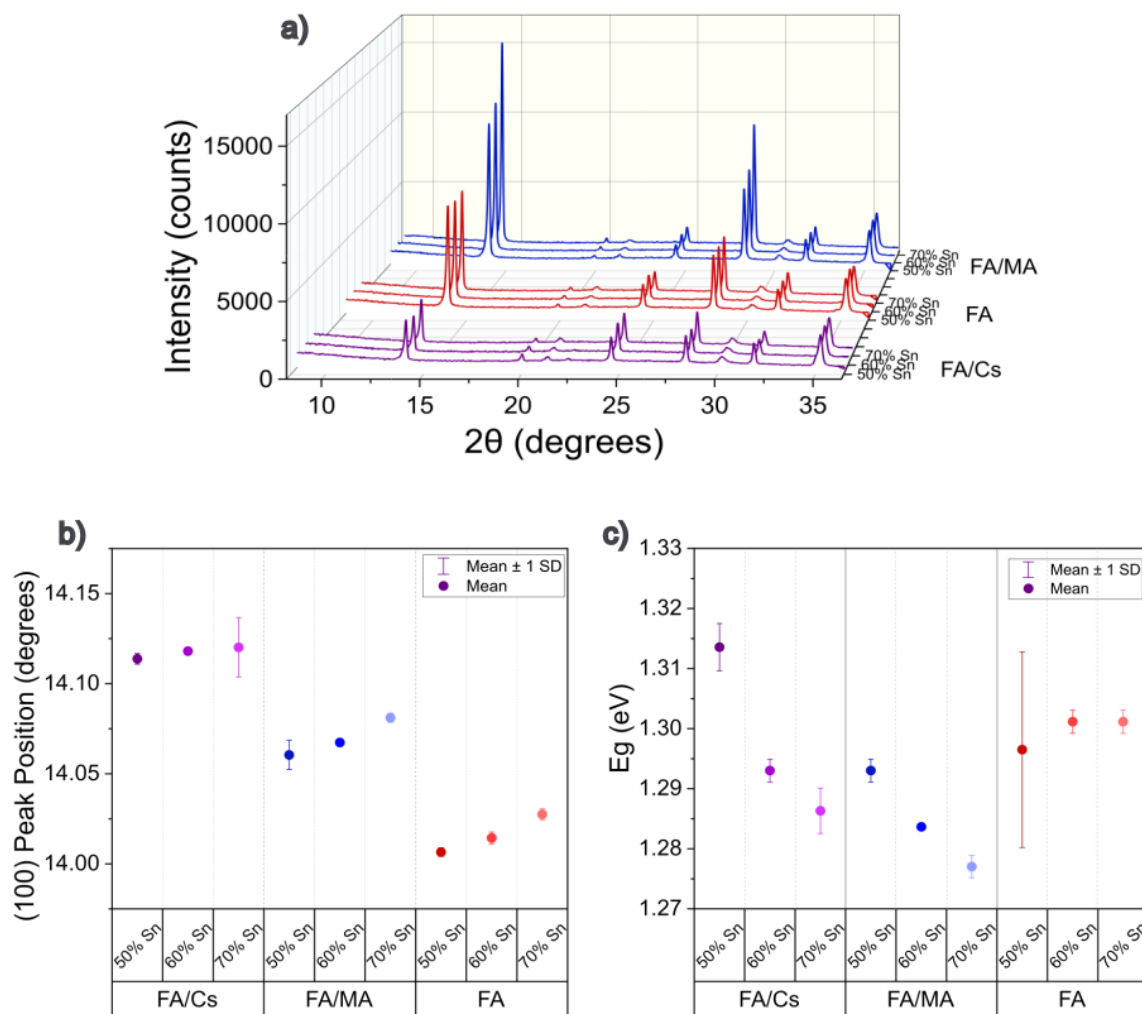 a)
Intensity (counts)
15000
10000
5000
0
70% Sn
60% Sn
50% Sn
FA/MA
70% Sn
60% Sn
50% Sn
FA
70% Sn
60% Sn
50% Sn
FA/Cs
10 15 20 25 30 35
2θ (degrees)
b)
(100) Peak Position (degrees)
14.15
14.10
14.05
14.00
Mean ± 1 SD
Mean
50% Sn 60% Sn 70% Sn 50% Sn 60% Sn 70% Sn 50% Sn 60% Sn 70% Sn
FA/Cs FA/MA FA
c)
Eg (eV)
1.33
1.32
1.31
1.30
1.29
1.28
1.27
Mean ± 1 SD
Mean
50% Sn 60% Sn 70% Sn 50% Sn 60% Sn 70% Sn 50% Sn 60% Sn 70% Sn
FA/Cs FA/MA FA